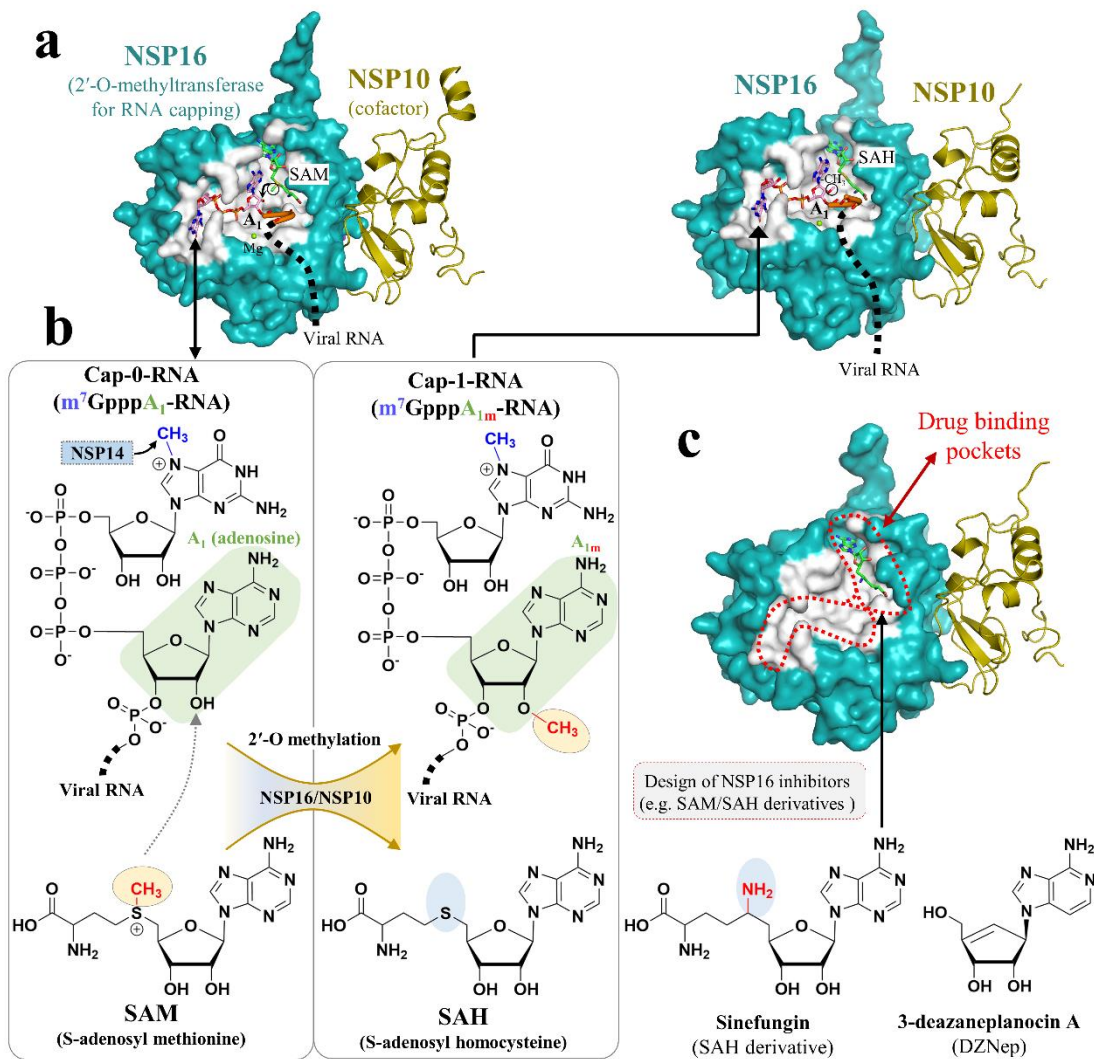 a
NSP16
(2′-O-methyltransferase
for RNA capping)
NSP10
(cofactor)
SAM
A1
Mg
Viral RNA
NSP16
NSP10
SAH
CH3
A1
Viral RNA
b
Cap-0-RNA
(m7GpppA1-RNA)
NSP14
CH3
N
O
NH
N
N
NH2
O
O
O
-O P O
O
OH OH
O P O-
O
-O P O
O-
O
A1 (adenosine)
NH2
N
N
N
N
O
O OH
O
P O-
O
Viral RNA
Cap-1-RNA
(m7GpppA1m-RNA)
CH3
N
O
NH
N
N
NH2
O
O
O
-O P O
O
OH OH
O P O-
O
-O P O
O-
O
A1m
NH2
N
N
N
N
O
O O
CH3
O
P O-
O
Viral RNA
2′-O methylation
NSP16/NSP10
O
HO
NH2
CH3
S
O
OH OH
N
N
N
N
NH2
SAM
(S-adenosyl methionine)
O
HO
NH2
S
O
OH OH
N
N
N
N
NH2
SAH
(S-adenosyl homocysteine)
c
Drug binding
pockets
Design of NSP16 inhibitors
(e.g. SAM/SAH derivatives )
O
HO
NH2
NH2
O
OH OH
N
N
N
N
NH2
Sinefungin
(SAH derivative)
HO
OH OH
N
N
N
NH2
3-deazaneplanocin A
(DZNep)